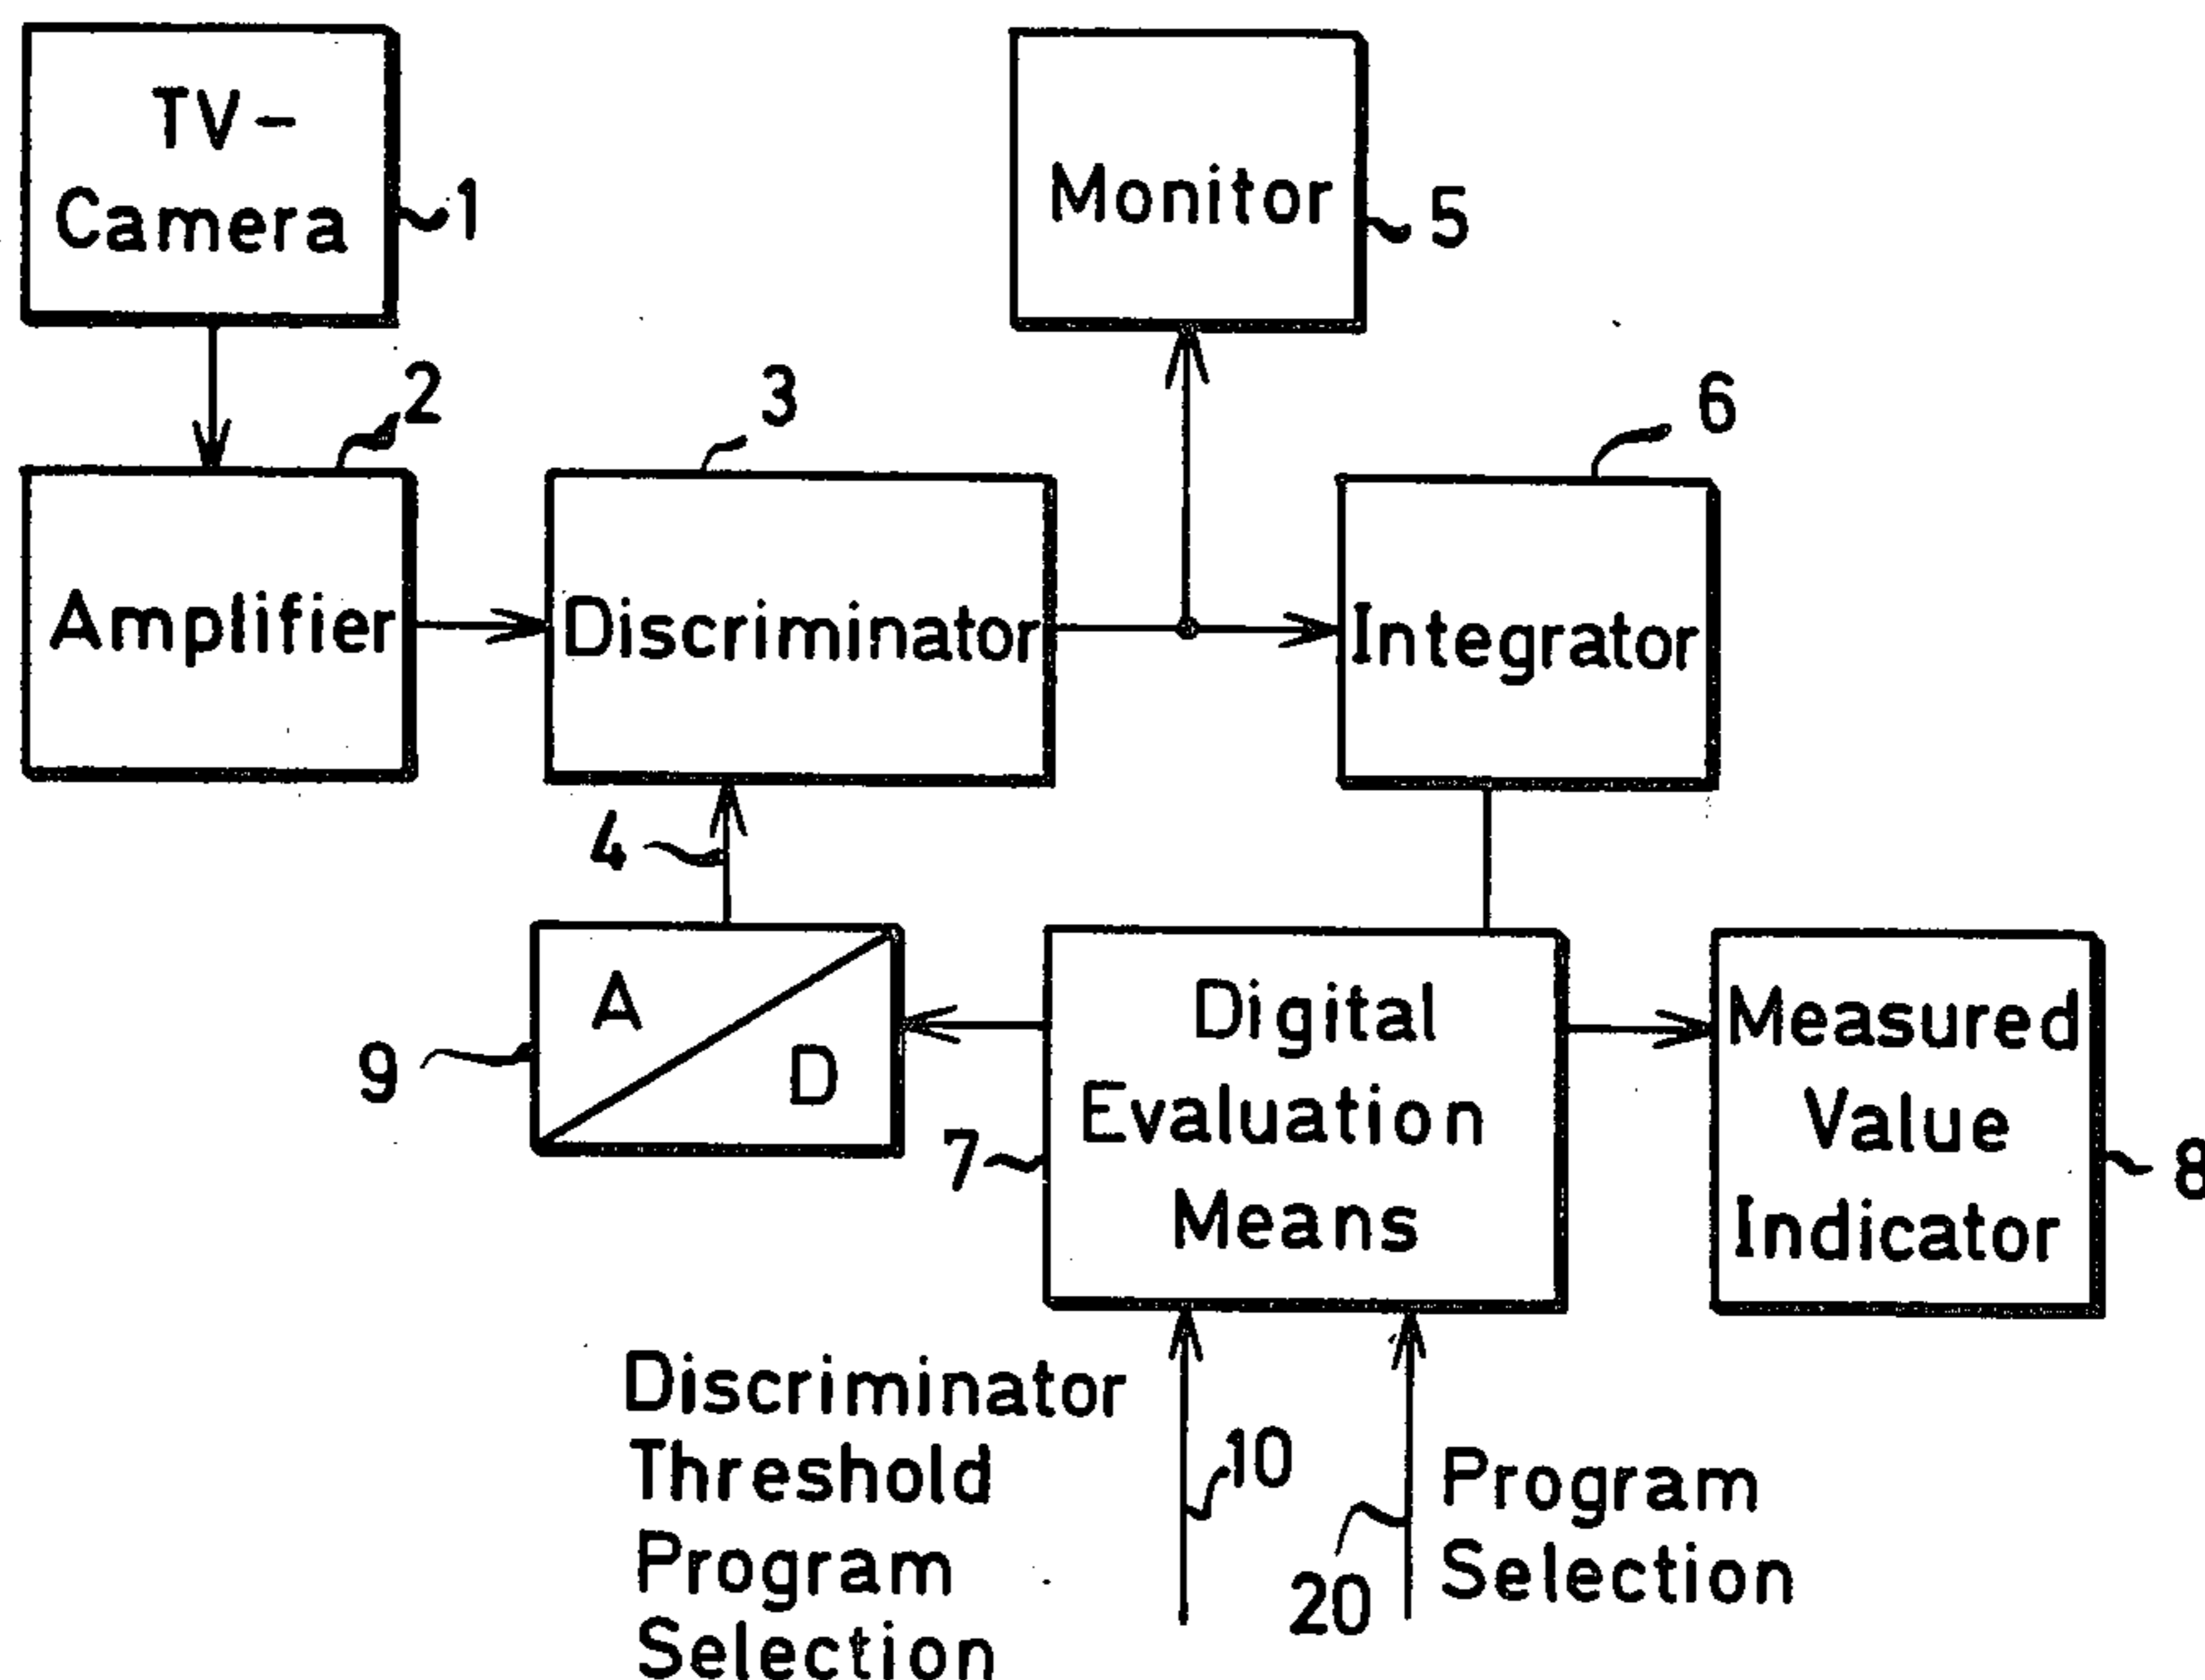 TV-
Camera
1
Monitor
5
2
3
6
Amplifier
Discriminator
Integrator
4
A
D
9
Digital
Evaluation
Means
7
Measured
Value
Indicator
8
Discriminator
Threshold
Program
Selection
10
20
Program
Selection